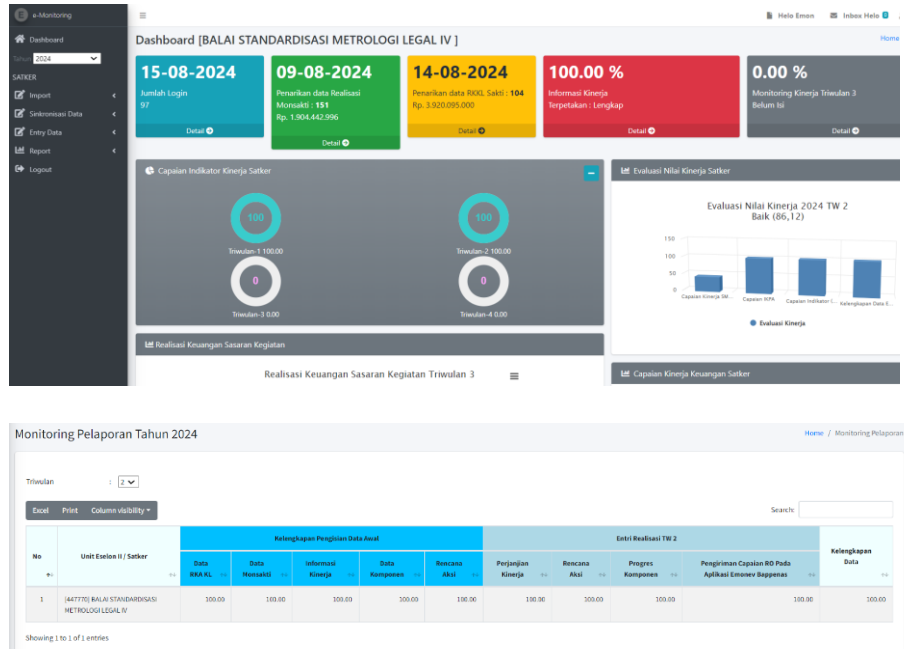 e-Monitoring
Helo Emon
Inbox Helo
Dashboard
Tahun 2024
SATKER
Import
Sinkronisasi Data
Entry Data
Report
Logout
Dashboard [BALAI STANDARDISASI METROLOGI LEGAL IV ]
Home
15-08-2024
Jumlah Login
97
Detail
09-08-2024
Penarikan data Realisasi
Monsakti : 151
Rp. 1.904.442.996
Detail
14-08-2024
Penarikan data RKKL Sakti : 104
Rp. 3.920.095.000
Detail
100.00 %
Informasi Kinerja
Terpetakan : Lengkap
Detail
0.00 %
Monitoring Kinerja Triwulan 3
Belum Isi
Detail
Capaian Indikator Kinerja Satker
100
Triwulan-1 100.00
100
Triwulan-2 100.00
0
Triwulan-3 0.00
0
Triwulan-4 0.00
Evaluasi Nilai Kinerja Satker
Evaluasi Nilai Kinerja 2024 TW 2
Baik (86,12)
150
100
50
0
Capaian Kinerja SW...
Capaian IKPA
Capaian Indikator (...
Kelengkapan Data E...
Evaluasi Kinerja
Realisasi Keuangan Sasaran Kegiatan
Realisasi Keuangan Sasaran Kegiatan Triwulan 3
Capaian Kinerja Keuangan Satker
Monitoring Pelaporan Tahun 2024
Home / Monitoring Pelaporan
Triwulan : 2
Excel Print Column visibility
Search:
No
Unit Eselon II / Satker
Kelengkapan Pengisian Data Awal
Entri Realisasi TW 2
Kelengkapan
Data
Data
RKA KL
Data
Monsakti
Informasi
Kinerja
Data
Komponen
Rencana
Aksi
Perjanjian
Kinerja
Rencana
Aksi
Progres
Komponen
Pengiriman Capaian RO Pada
Aplikasi Emonev Bappenas
1 [447770] BALAI STANDARDISASI
METROLOGI LEGAL IV
100.00 100.00 100.00 100.00 100.00 100.00 100.00 100.00 100.00 100.00
Showing 1 to 1 of 1 entries